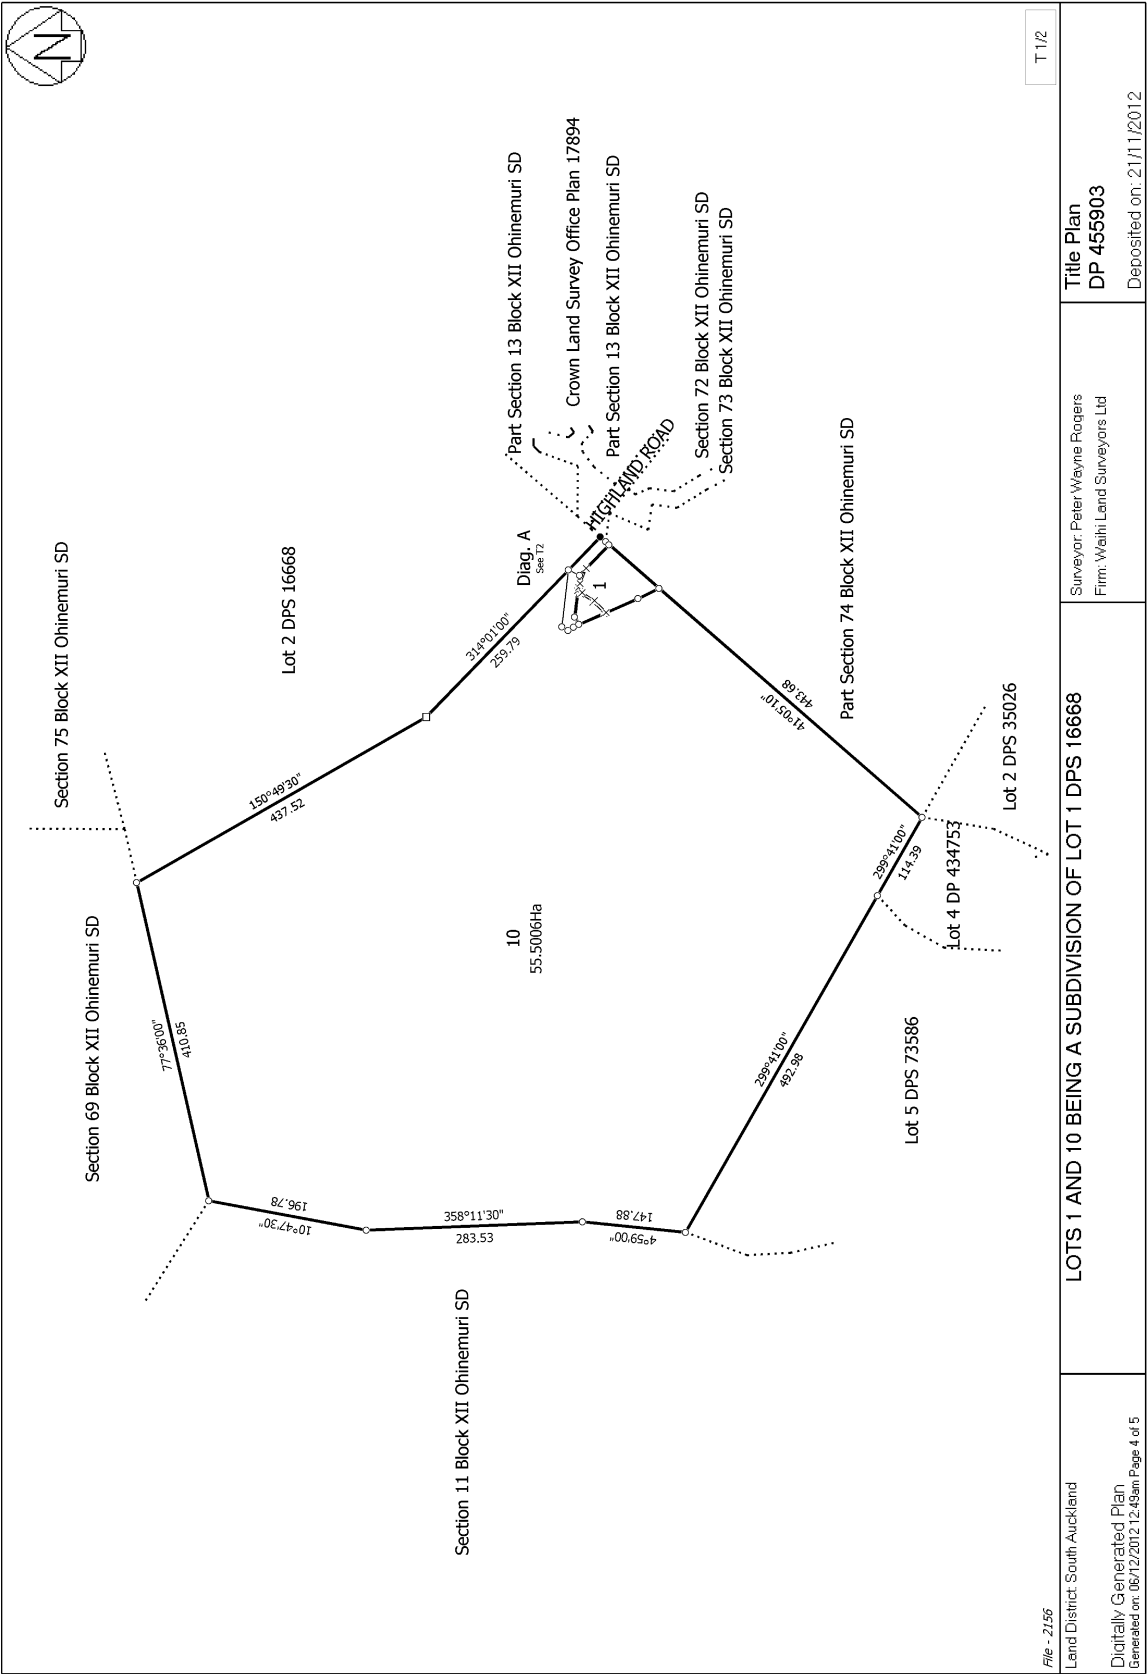 N
T 1/2
Section 75 Block XII Ohinemuri SD
Lot 2 DPS 16668
Section 69 Block XII Ohinemuri SD
77°36'00"
410.85
150°49'30"
437.52
314°01'00"
259.79
Diag. A
See T2
Part Section 13 Block XII Ohinemuri SD
Crown Land Survey Office Plan 17894
Part Section 13 Block XII Ohinemuri SD
HIGHLAND ROAD
Section 72 Block XII Ohinemuri SD
Section 73 Block XII Ohinemuri SD
1
10
55.5006Ha
10°47'30"
196.78
358°11'30"
283.53
4°59'00"
147.88
Section 11 Block XII Ohinemuri SD
Part Section 74 Block XII Ohinemuri SD
443.68
41°05'10"
299°41'00"
492.98
299°41'00"
114.39
Lot 5 DPS 73586
Lot 4 DP 434753
Lot 2 DPS 35026
File - 2156
Land District: South Auckland
Digitally Generated Plan
Generated on: 06/12/2012 12:49am Page 4 of 5
LOTS 1 AND 10 BEING A SUBDIVISION OF LOT 1 DPS 16668
Surveyor: Peter Wayne Rogers
Firm: Waihi Land Surveyors Ltd
Title Plan
DP 455903
Deposited on: 21/11/2012